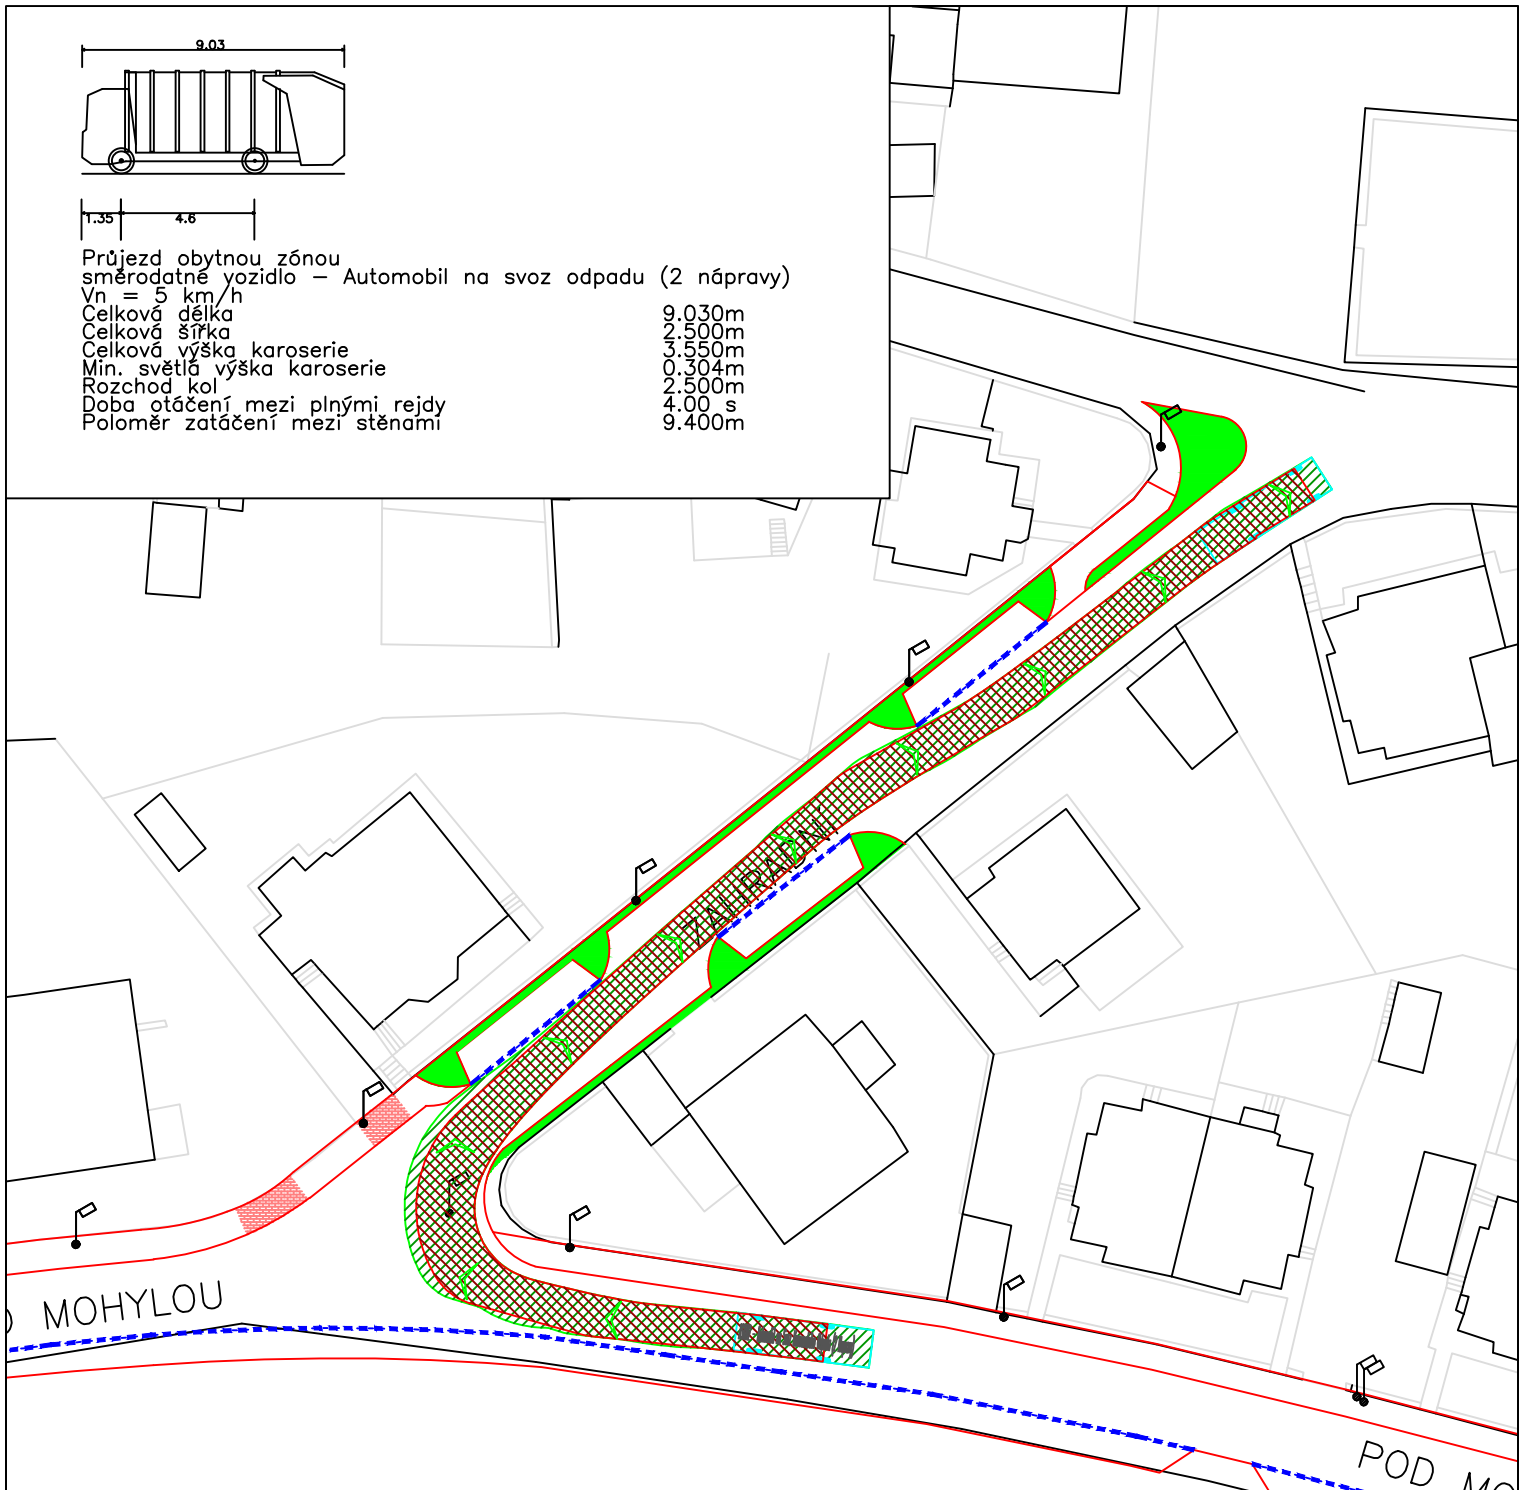 9.03
1.35 4.6
Průjezd obytnou zónou
směrodatné vozidlo – Automobil na svoz odpadu (2 nápravy)
Vn = 5 km/h
Celková délka 9.030m
Celková šířka 2.500m
Celková výška karoserie 3.550m
Min. světlá výška karoserie 0.304m
Rozchod kol 2.500m
Doba otáčení mezi plnými rejdy 4.00 s
Poloměr zatáčení mezi stěnami 9.400m
ZAHRADNÍ
MOHYLOU
POD